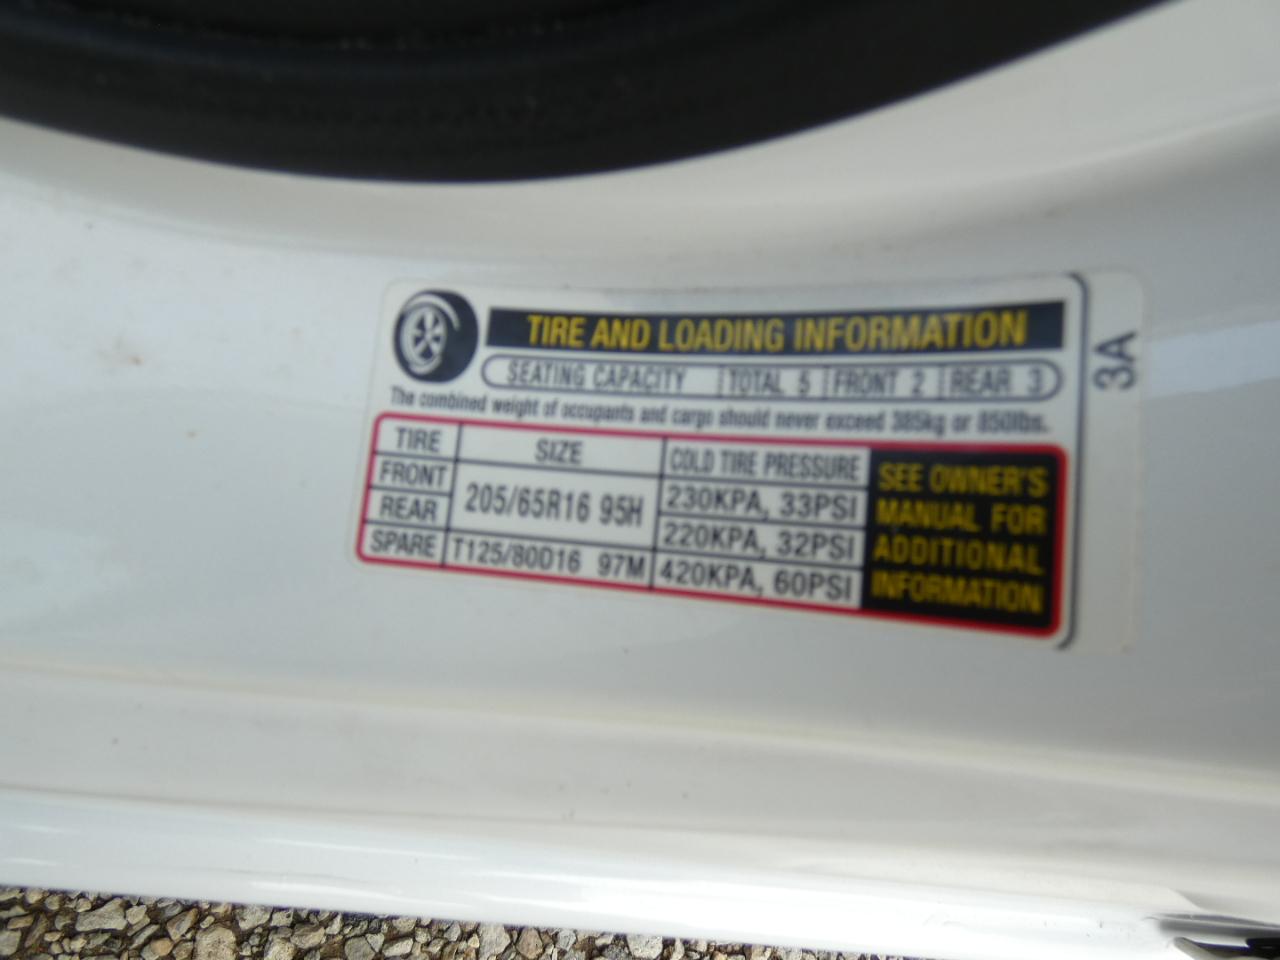 TIRE AND LOADING INFORMATION
SEATING CAPACITY TOTAL 5 FRONT 2 REAR 3
The combined weight of occupants and cargo should never exceed 385kg or 850lbs.
TIRE SIZE COLD TIRE PRESSURE
FRONT 205/65R16 95H 230KPA, 33PSI
REAR 220KPA, 32PSI
SPARE T125/80D16 97M 420KPA, 60PSI
SEE OWNER'S
MANUAL FOR
ADDITIONAL
INFORMATION
3A